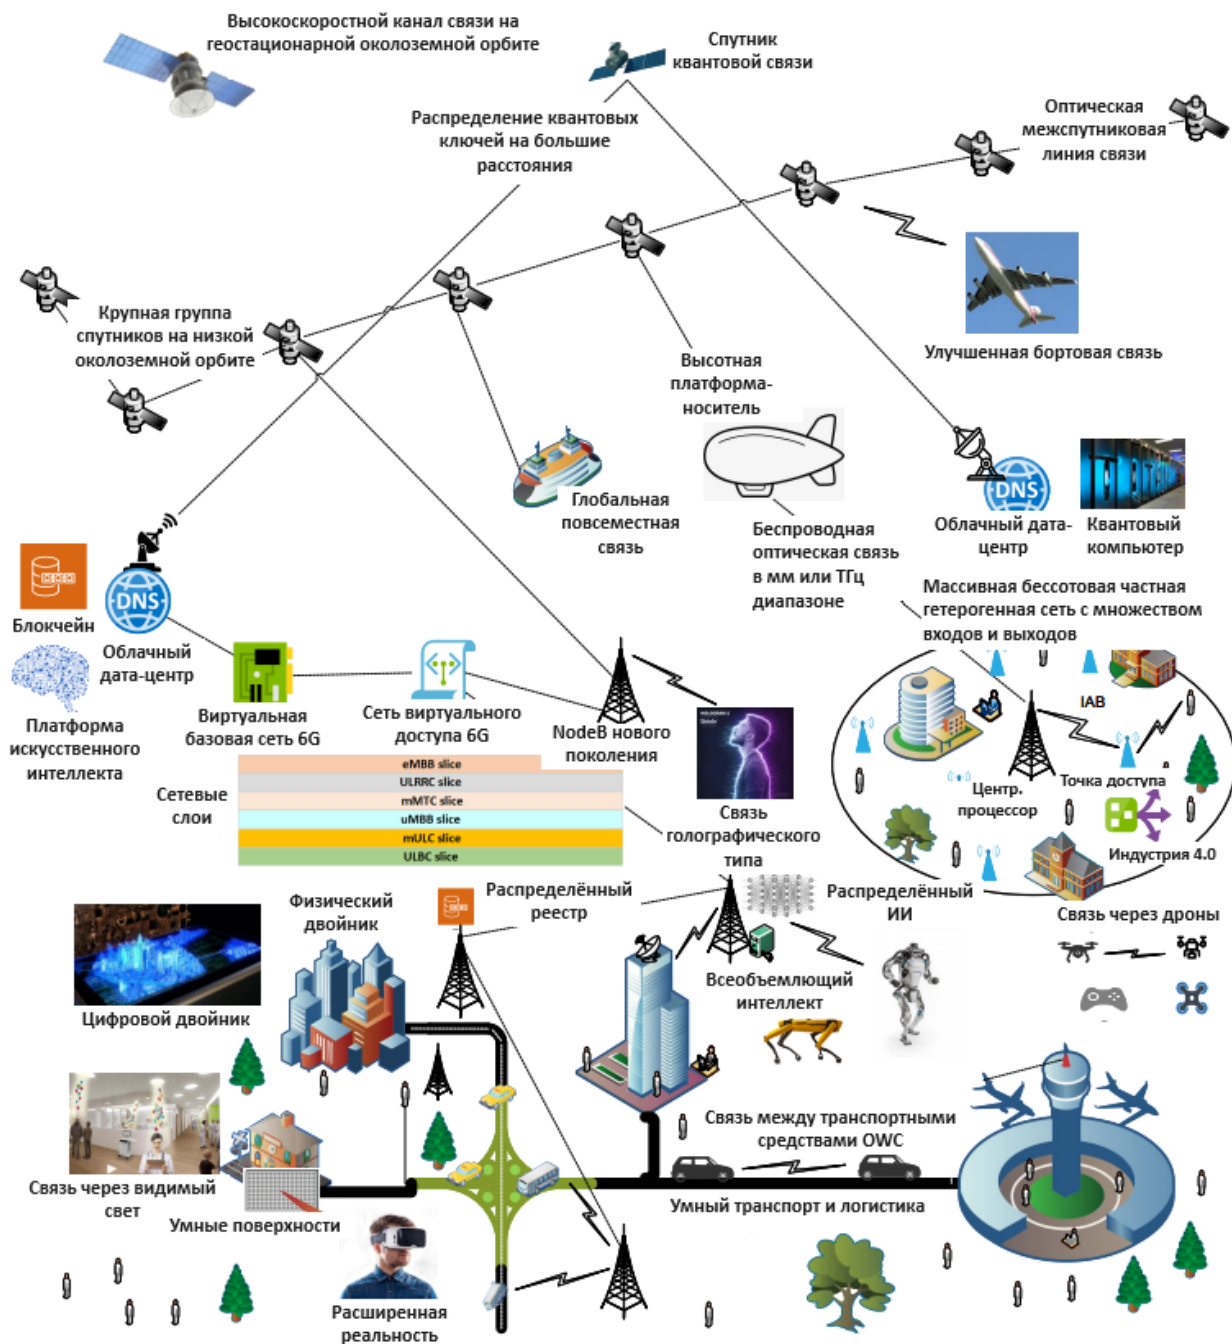 Высокоскоростной канал связи на
геостационарной околоземной орбите
Спутник
квантовой связи
Распределение квантовых
ключей на большие
расстояния
Оптическая
межспутниковая
линия связи
Крупная группа
спутников на низкой
околоземной орбите
Улучшенная бортовая связь
Высотная
платформа-
носитель
Глобальная
повсеместная
связь
Беспроводная
оптическая связь
в мм или ТГц
диапазоне
DNS
Облачный дата-
центр
Квантовый
компьютер
Массивная бессотовая частная
гетерогенная сеть с множеством
входов и выходов
Блокчейн
DNS
Облачный
дата-центр
Платформа
искусственного
интеллекта
Виртуальная
базовая сеть 6G
Сеть виртуального
доступа 6G
NodeB нового
поколения
IAB
Центр.
процессор
Точка доступа
Индустрия 4.0
Сетевые
слои
eMBB slice
ULRRC slice
mMTC slice
uMBB slice
mULC slice
ULBC slice
Связь
голографического
типа
Физический
двойник
Распределённый
реестр
Распределённый
ИИ
Связь через дроны
Цифровой двойник
Всеобъемлющий
интеллект
Связь между транспортными
средствами OWC
Связь через видимый
свет
Умные поверхности
Умный транспорт и логистика
Расширенная
реальность